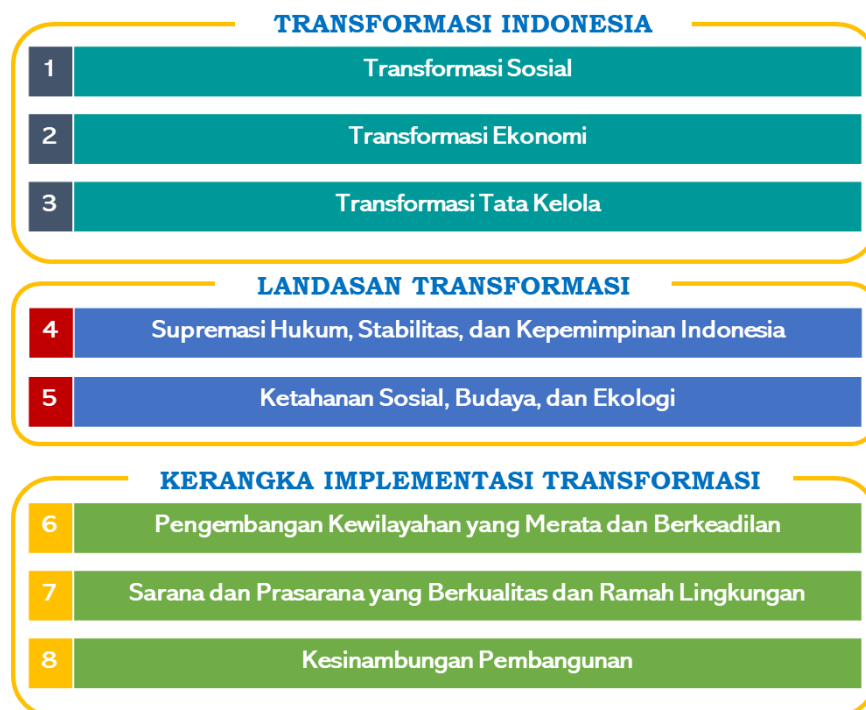 TRANSFORMASI INDONESIA
1 Transformasi Sosial
2 Transformasi Ekonomi
3 Transformasi Tata Kelola
LANDASAN TRANSFORMASI
4 Supremasi Hukum, Stabilitas, dan Kepemimpinan Indonesia
5 Ketahanan Sosial, Budaya, dan Ekologi
KERANGKA IMPLEMENTASI TRANSFORMASI
6 Pengembangan Kewilayahan yang Merata dan Berkeadilan
7 Sarana dan Prasarana yang Berkualitas dan Ramah Lingkungan
8 Kesinambungan Pembangunan